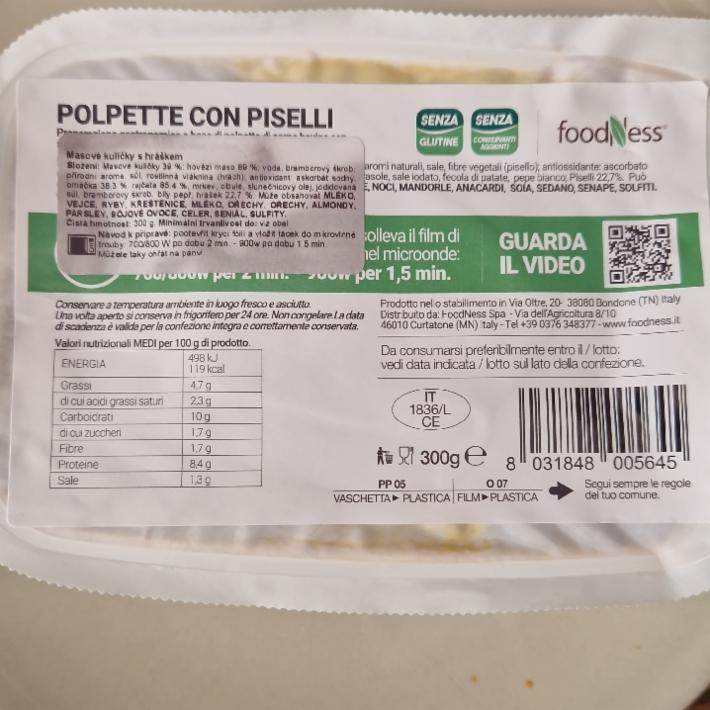 POLPETTE CON PISELLI
SENZA
GLUTINE
SENZA
CONSERVANTI
AGGIUNTI
foodNess
Masové kuličky s hráškem
Složení: Masové kuličky 39 %: hovězí maso 89 %, voda, bramborový škrob,
přírodní aroma, sůl, rostlinná vláknina (hrách), antioxidant askorbát sodný,
omáčka 38.3 %: rajčata 85.4 %, mrkev, cibule, slunečnicový olej, jodidovaná
sůl, bramborový škrob, bílý pepř, hrášek 22,7 %. Může obsahovat MLÉKO,
VEJCE, RYBY, KRESTENICE, MLÉKO, OŘECHY, OŘECHY, ALMONDY,
PARSLEY, SÓJOVÉ OVOCE, CELER, SENIAL, SULFITY.
Čistá hmotnost: 300 g Minimální trvanlivost do: viz obal
Návod k přípravě: pootevřít krycí fólii a vložit tácek do mikrovlnné
trouby 700/800 W po dobu 2 min. - 900w po dobu 1.5 min.
Můžete taky ohřát na pánvi
aromi naturali, sale, fibre vegetali (pisello); antiossidante: ascorbato
asole, sale iodato, fecola di patate, pepe bianco; Piselli 22,7%. Può
E, NOCI, MANDORLE, ANACARDI, SOIA, SEDANO, SENAPE, SOLFITI.
solleva il film di
nel microonde:
per 1,5 min.
GUARDA
IL VIDEO
Conservare a temperatura ambiente in luogo fresco e asciutto.
Una volta aperto si conserva in frigorifero per 24 ore. Non congelare. La data
di scadenza è valida per la confezione integra e correttamente conservata.
Valori nutrizionali MEDI per 100 g di prodotto.
ENERGIA 498 kJ
119 kcal
Grassi 4,7 g
di cui acidi grassi saturi 2,3 g
Carboidrati 10 g
di cui zuccheri 1,7 g
Fibre 1,7 g
Proteine 8,4 g
Sale 1,3 g
Prodotto nello stabilimento in Via Oltre, 20- 38080 Bondone (TN) Italy
Distribuito da: FoodNess Spa - Via dell'Agricoltura 8/10
46010 Curtatone (MN) Italy - Tel +39 0376 348377 - www.foodness.it
Da consumarsi preferibilmente entro il / lotto:
vedi data indicata / lotto sul lato della confezione.
IT
1836/L
CE
300g e
8 031848 005645
PP 05 O 07
VASCHETTA ▶ PLASTICA FILM ▶ PLASTICA
Segui sempre le regole
del tuo comune.